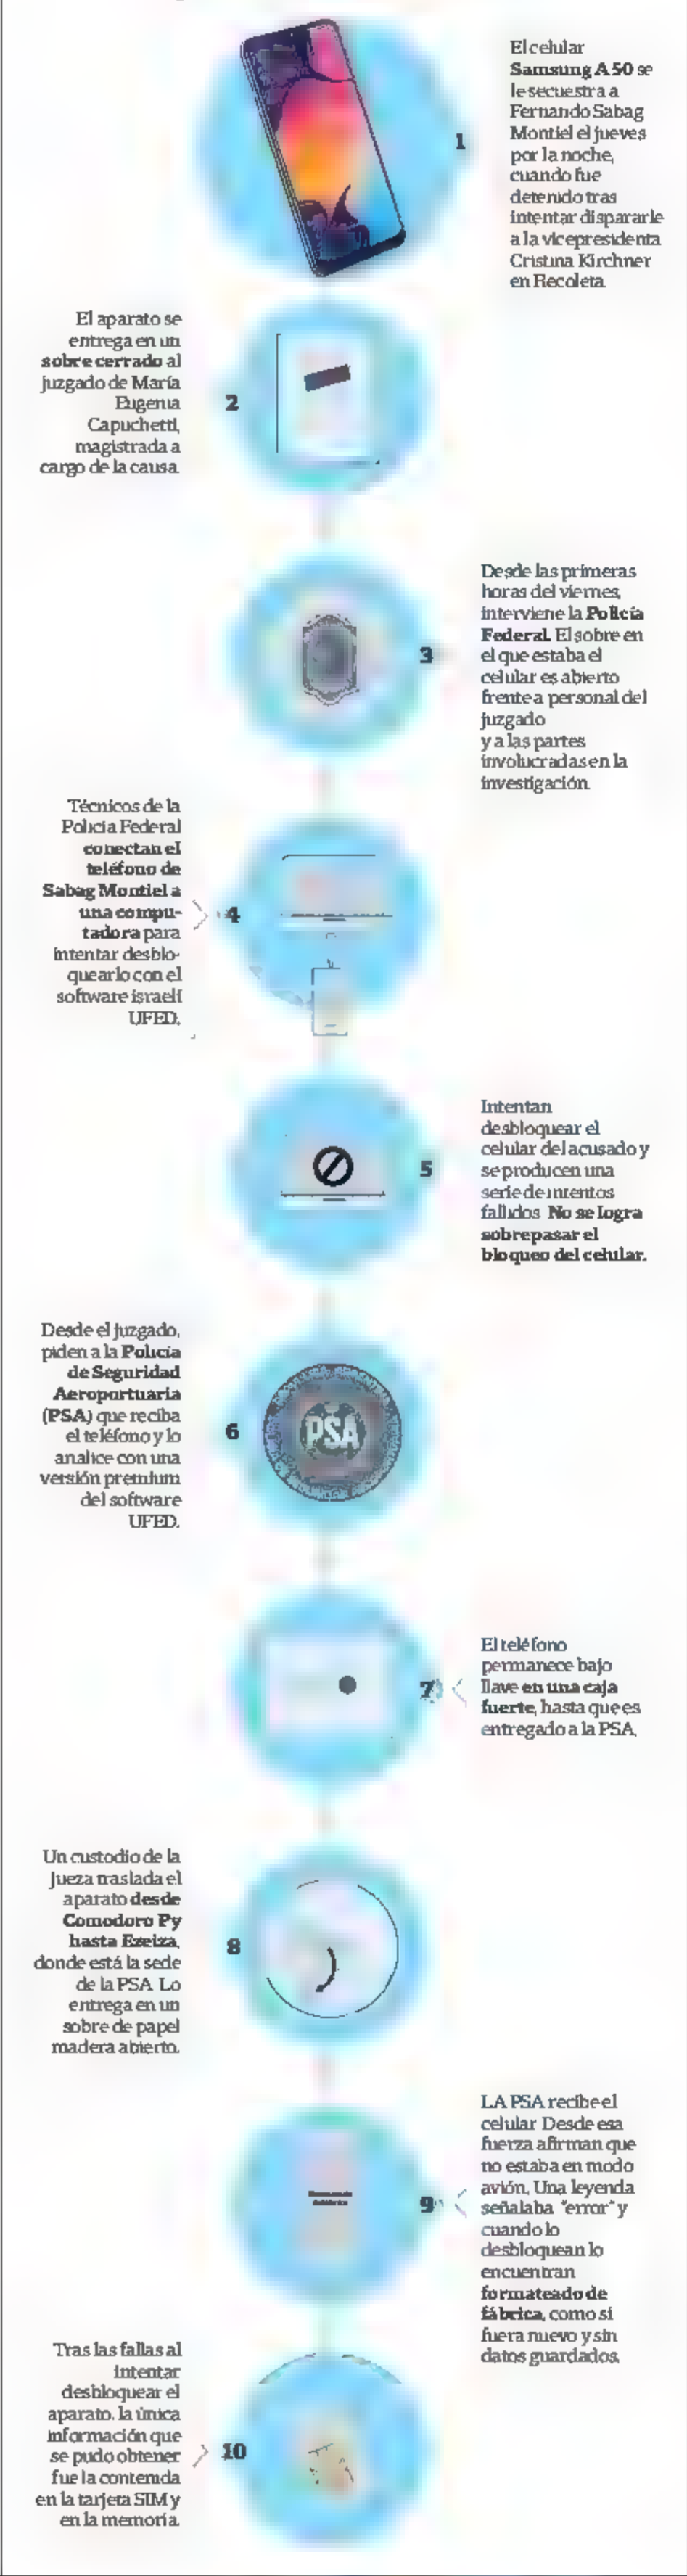 1
El celular
Samsung A50 se
le secuestra a
Fernando Sabag
Montiel el jueves
por la noche,
cuando fue
detenido tras
intentar dispararle
a la vicepresidenta
Cristina Kirchner
en Recoleta.
2
El aparato se
entrega en un
sobre cerrado al
juzgado de María
Eugenia
Capuchetti,
magistrada a
cargo de la causa.
3
Desde las primeras
horas del viernes,
interviene la Policía
Federal. El sobre en
el que estaba el
celular es abierto
frente a personal del
juzgado
y a las partes
involucradas en la
investigación.
4
Técnicos de la
Policía Federal
conectan el
teléfono de
Sabag Montiel a
una compu-
tadora para
intentar desblo-
quearlo con el
software israelí
UFED.
5
Intentan
desbloquear el
celular del acusado y
se producen una
serie de intentos
fallidos. No se logra
sobrepasar el
bloqueo del celular.
6
Desde el juzgado,
piden a la Policía
de Seguridad
Aeroportuaria
(PSA) que reciba
el teléfono y lo
analice con una
versión premium
del software
UFED.
PSA
7
El teléfono
permanece bajo
llave en una caja
fuerte, hasta que es
entregado a la PSA.
8
Un custodio de la
jueza traslada el
aparato desde
Comodoro Py
hasta Ezeiza,
donde está la sede
de la PSA. Lo
entrega en un
sobre de papel
madera abierto.
9
LA PSA recibe el
celular. Desde esa
fuerza afirman que
no estaba en modo
avión. Una leyenda
señalaba "error" y
cuando lo
desbloquean lo
encuentran
formateado de
fábrica, como si
fuera nuevo y sin
datos guardados.
10
Tras las fallas al
intentar
desbloquear el
aparato, la única
información que
se pudo obtener
fue la contenida
en la tarjeta SIM y
en la memoria.